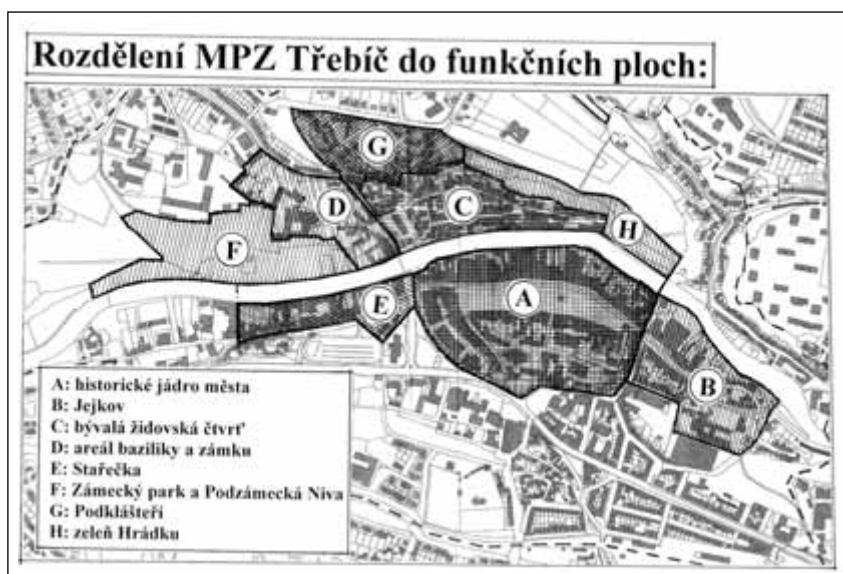 Rozdělení MPZ Třebíč do funkčních ploch:
G
D
C
H
F
E
A
B
A: historické jádro města
B: Jejkov
C: bývalá židovská čtvrť
D: areál baziliky a zámku
E: Stařečka
F: Zámecký park a Podzámecká Niva
G: Podklášteří
H: zeleň Hrádku